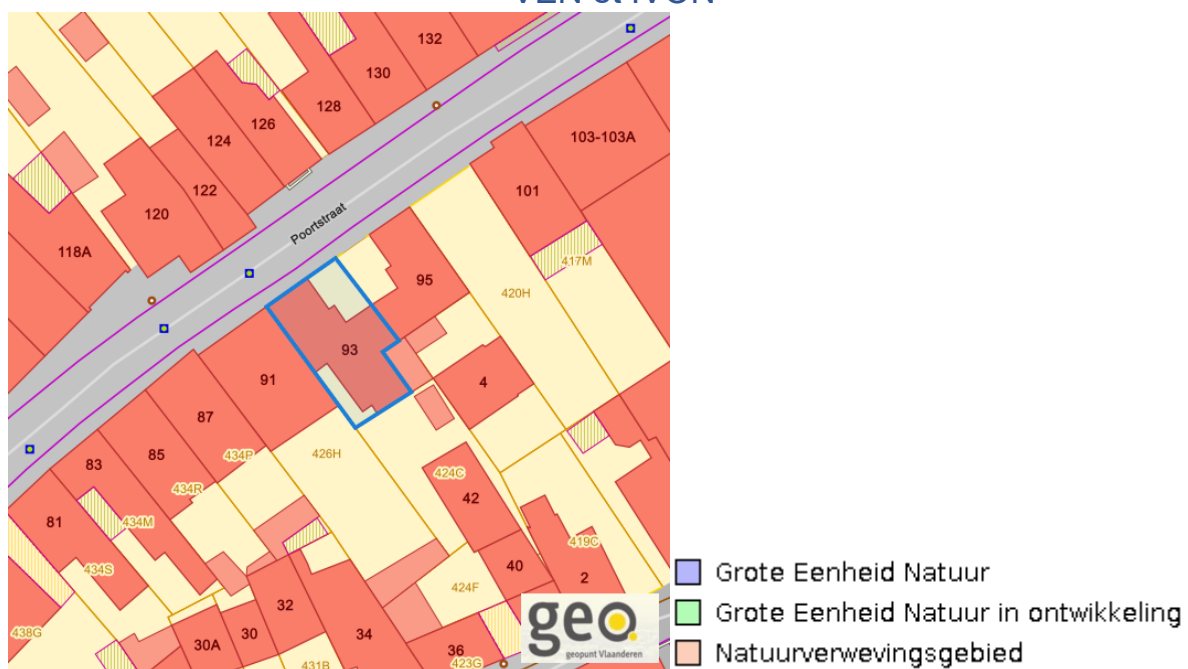 VEN & IVON
132
130
128
126
124
122
120
118A
103-103A
101
417M
Poortstraat
95
420H
93
91
4
87
434P
426H
85
434R
83
424C
42
81
434M
419C
434S
40
2
424F
32
438G
30A
30
34
36
431B
423G
geo
geopunt Vlaanderen
Grote Eenheid Natuur
Grote Eenheid Natuur in ontwikkeling
Natuurverwevingsgebied